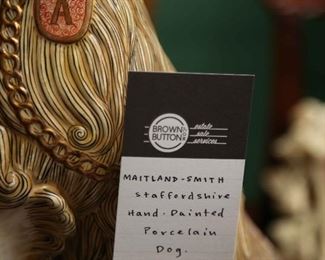 A
BROWN
BUTTON
estate
sale
services
MAITLAND-SMITH
Staffordshire
Hand-Painted
Porcelain
Dog.